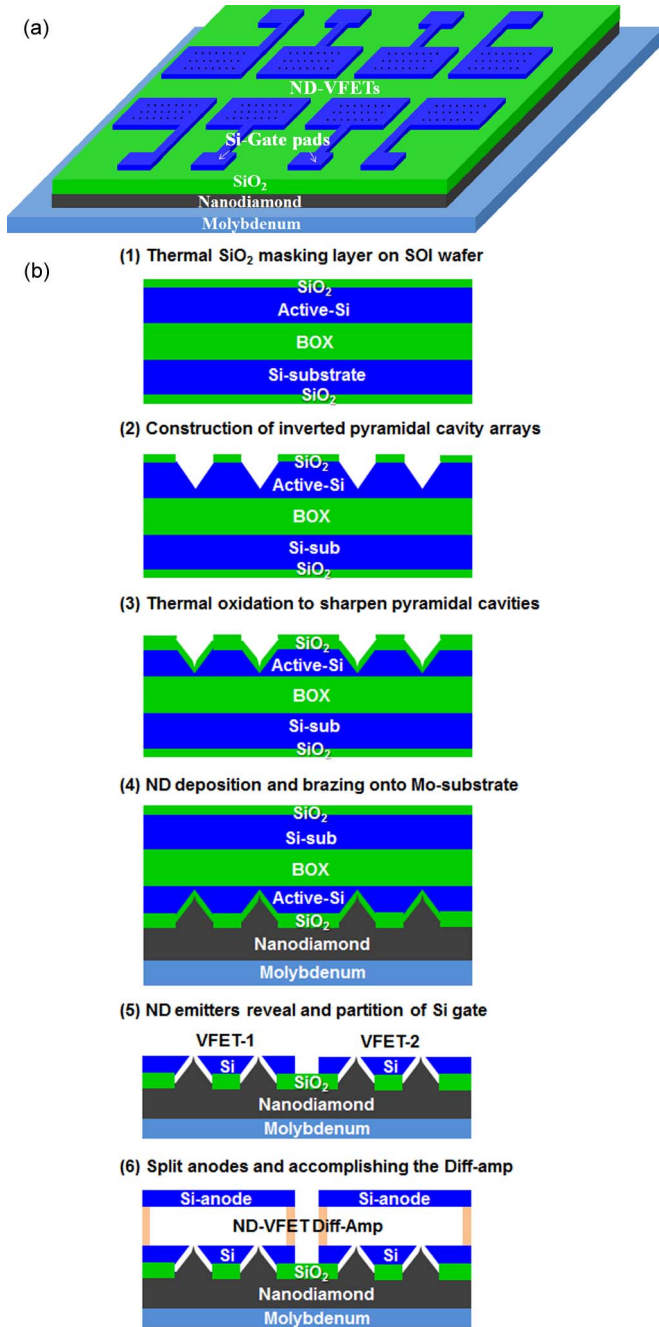 (a)
ND-VFETs
Si-Gate pads
SiO₂
Nanodiamond
Molybdenum
(b)
(1) Thermal SiO₂ masking layer on SOI wafer
SiO₂
Active-Si
BOX
Si-substrate
SiO₂
(2) Construction of inverted pyramidal cavity arrays
SiO₂
Active-Si
BOX
Si-sub
SiO₂
(3) Thermal oxidation to sharpen pyramidal cavities
SiO₂
Active-Si
BOX
Si-sub
SiO₂
(4) ND deposition and brazing onto Mo-substrate
SiO₂
Si-sub
BOX
Active-Si
SiO₂
Nanodiamond
Molybdenum
(5) ND emitters reveal and partition of Si gate
VFET-1 VFET-2
Si Si
SiO₂
Nanodiamond
Molybdenum
(6) Split anodes and accomplishing the Diff-amp
Si-anode Si-anode
ND-VFET Diff-Amp
Si Si
SiO₂
Nanodiamond
Molybdenum